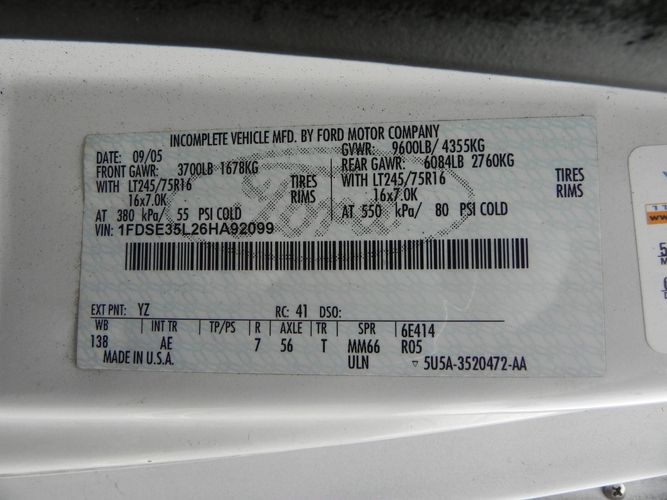 INCOMPLETE VEHICLE MFD. BY FORD MOTOR COMPANY
DATE: 09/05 GVWR: 9600LB/ 4355KG
FRONT GAWR: 3700LB 1678KG REAR GAWR: 6084LB 2760KG
WITH LT245/75R16 TIRES WITH LT245/75R16 TIRES
16x7.0K RIMS 16x7.0K RIMS
AT 380 kPa/ 55 PSI COLD AT 550 kPa/ 80 PSI COLD
VIN: 1FDSE35L26HA92099
Ford
EXT PNT: YZ RC: 41 DSO:
WB INT TR TP/PS R AXLE TR SPR 6E414
138 AE 7 56 T MM66 R05
MADE IN U.S.A. ULN ▽ 5U5A-3520472-AA